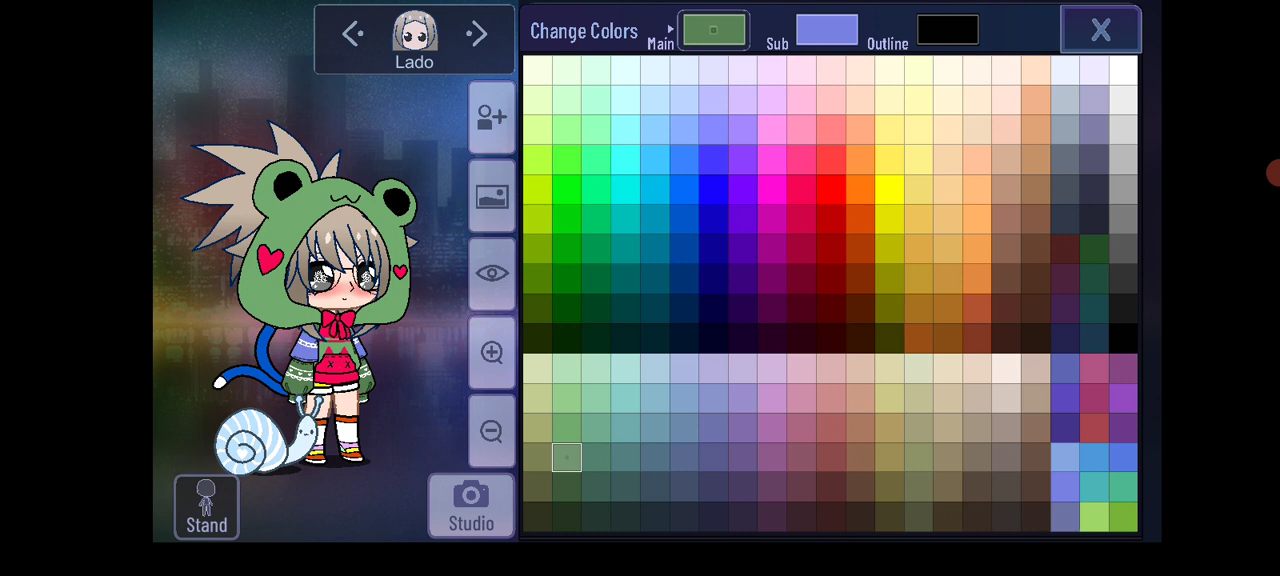 Lado
Change Colors
Main
Sub
Outline
X
Stand
Studio